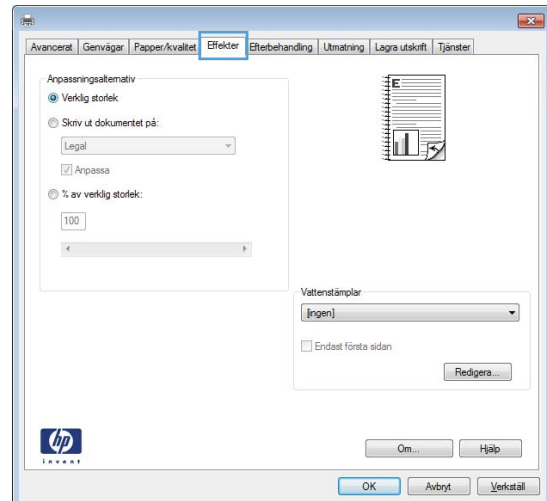 Avancerat Genvägar Papper/kvalitet Effekter Efterbehandling Utmatning Lagra utskrift Tjänster
Anpassningsalternativ
Verklig storlek
Skriv ut dokumentet på:
Legal
Anpassa
% av verklig storlek:
100
E
Vattenstämplar
[ingen]
Endast första sidan
Redigera...
hp
invent
Om... Hjälp
OK Avbryt Verkställ